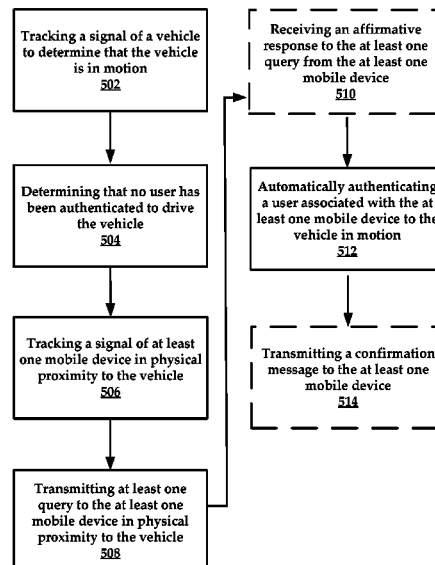 Tracking a signal of a vehicle
to determine that the vehicle
is in motion
502
Determining that no user has
been authenticated to drive
the vehicle
504
Tracking a signal of at least
one mobile device in physical
proximity to the vehicle
506
Transmitting at least one
query to the at least one
mobile device in physical
proximity to the vehicle
508
Receiving an affirmative
response to the at least one
query from the at least one
mobile device
510
Automatically authenticating
a user associated with the at
least one mobile device to the
vehicle in motion
512
Transmitting a confirmation
message to the at least one
mobile device
514